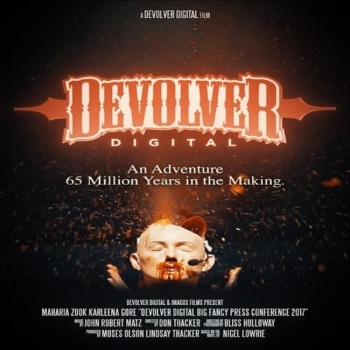 A DEVOLVER DIGITAL FILM
DEVOLVER
DIGITAL
An Adventure
65 Million Years in the Making.
DEVOLVER DIGITAL & IMAGOS FILMS PRESENT
MAHARIA ZOOK KARLEENA GORE "DEVOLVER DIGITAL BIG FANCY PRESS CONFERENCE 2017"
JOHN ROBERT MATZ DON THACKER BLISS HOLLOWAY
MOSES OLSON LINDSAY THACKER NIGEL LOWRIE